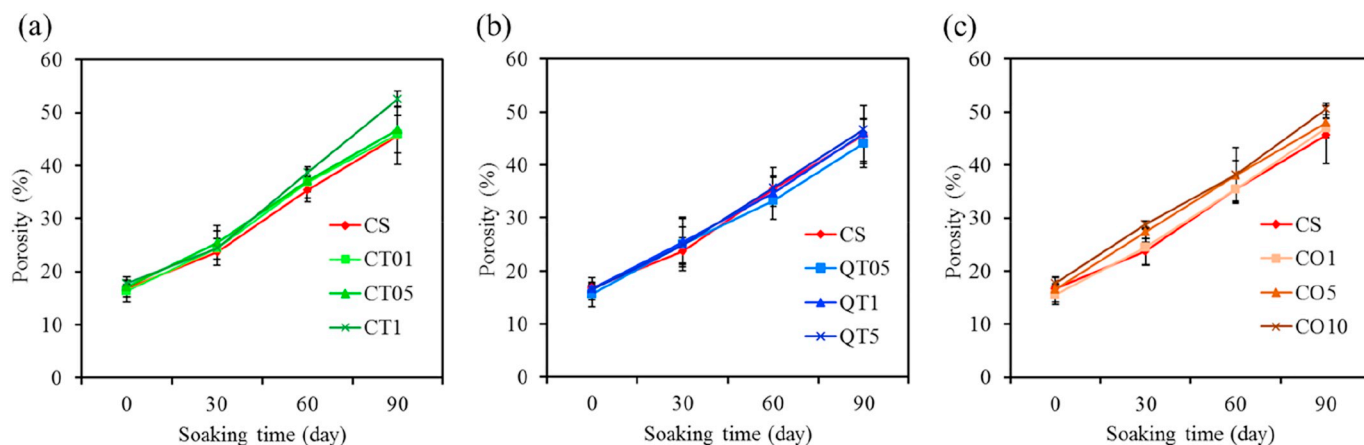 (a)
Porosity (%)
60
50
40
30
20
10
0
0 30 60 90
Soaking time (day)
CS
CT01
CT05
CT1
(b)
Porosity (%)
60
50
40
30
20
10
0
0 30 60 90
Soaking time (day)
CS
QT05
QT1
QT5
(c)
Porosity (%)
60
50
40
30
20
10
0
0 30 60 90
Soaking time (day)
CS
CO1
CO5
CO10